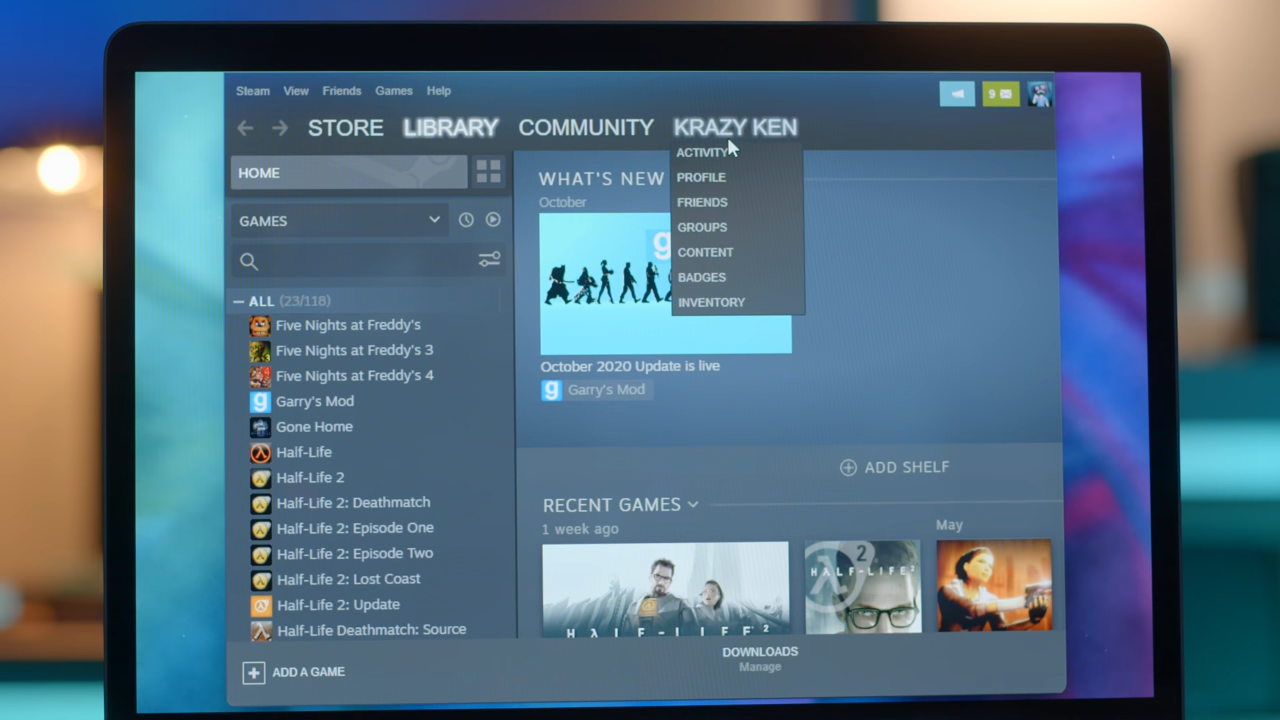 Steam View Friends Games Help
9
STORE LIBRARY COMMUNITY KRAZY KEN
ACTIVITY
PROFILE
FRIENDS
GROUPS
CONTENT
BADGES
INVENTORY
HOME
GAMES
ALL (23/118)
Five Nights at Freddy's
Five Nights at Freddy's 3
Five Nights at Freddy's 4
g Garry's Mod
Gone Home
Half-Life
Half-Life 2
Half-Life 2: Deathmatch
Half-Life 2: Episode One
Half-Life 2: Episode Two
Half-Life 2: Lost Coast
Half-Life 2: Update
Half-Life Deathmatch: Source
WHAT'S NEW
October
g
October 2020 Update is live
g Garry's Mod
ADD SHELF
RECENT GAMES
1 week ago
May
HλLF-LIFE²
2
HλLF-LIFE²
ADD A GAME
DOWNLOADS
Manage